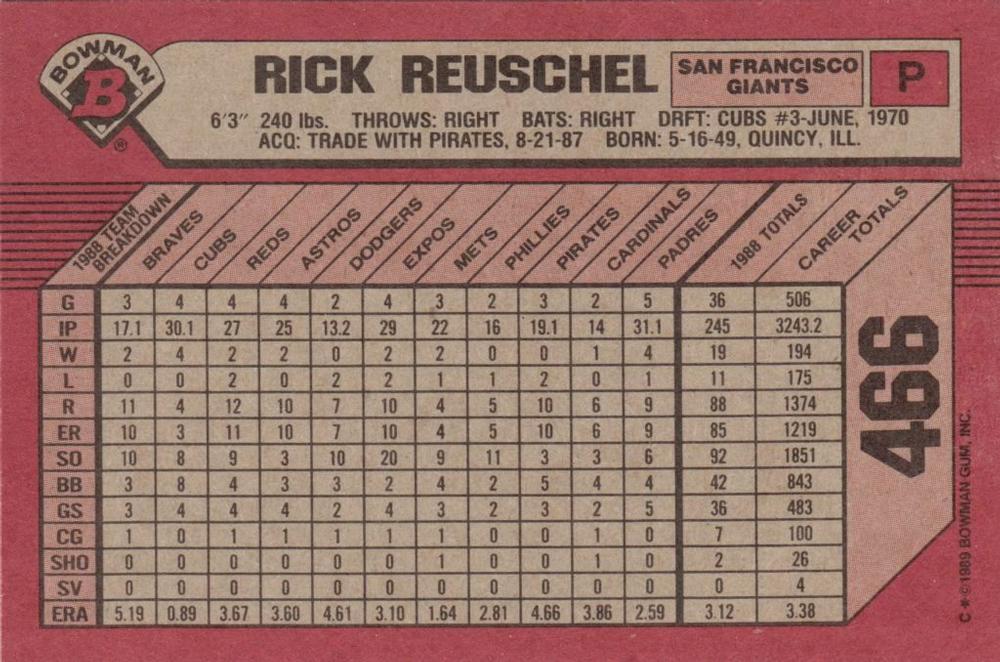 BOWMAN
B
®
RICK REUSCHEL
SAN FRANCISCO
GIANTS
P
6'3" 240 lbs. THROWS: RIGHT BATS: RIGHT DRFT: CUBS #3-JUNE, 1970
ACQ: TRADE WITH PIRATES, 8-21-87 BORN: 5-16-49, QUINCY, ILL.
1988 TEAM BREAKDOWN BRAVES CUBS REDS ASTROS DODGERS EXPOS METS PHILLIES PIRATES CARDINALS PADRES 1988 TOTALS CAREER TOTALS
G 3 4 4 4 2 4 3 2 3 2 5 36 506
IP 17.1 30.1 27 25 13.2 29 22 16 19.1 14 31.1 245 3243.2
W 2 4 2 2 0 2 2 0 0 1 4 19 194
L 0 0 2 0 2 2 1 1 2 0 1 11 175
R 11 4 12 10 7 10 4 5 10 6 9 88 1374
ER 10 3 11 10 7 10 4 5 10 6 9 85 1219
SO 10 8 9 3 10 20 9 11 3 3 6 92 1851
BB 3 8 4 3 3 2 4 2 5 4 4 42 843
GS 3 4 4 4 2 4 3 2 3 2 5 36 483
CG 1 0 1 1 1 1 1 0 0 1 0 7 100
SHO 0 0 0 0 0 0 1 0 0 1 0 2 26
SV 0 0 0 0 0 0 0 0 0 0 0 0 4
ERA 5.19 0.89 3.67 3.60 4.61 3.10 1.64 2.81 4.66 3.86 2.59 3.12 3.38
466
C * © 1989 BOWMAN GUM, INC.